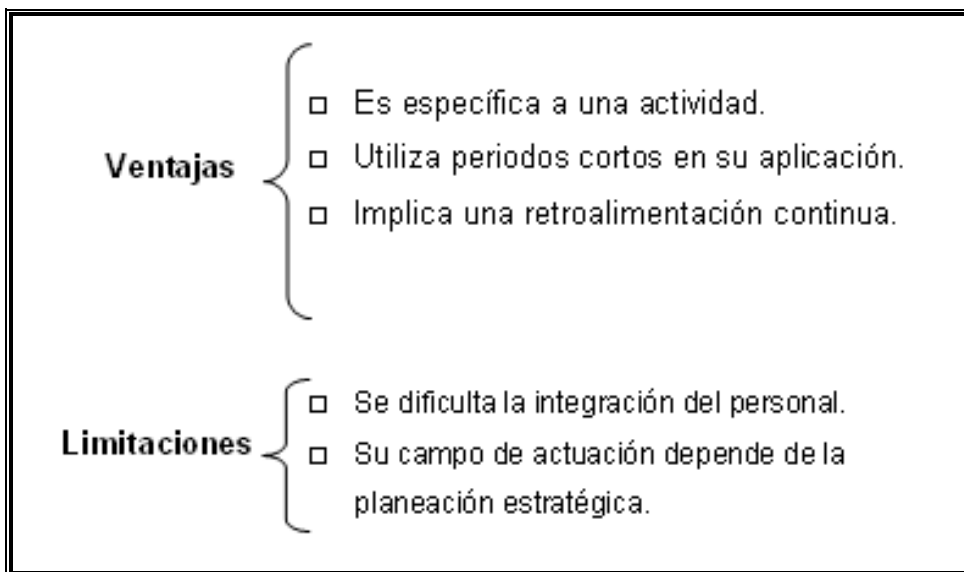 Ventajas
□ Es específica a una actividad.
□ Utiliza periodos cortos en su aplicación.
□ Implica una retroalimentación continua.
Limitaciones
□ Se dificulta la integración del personal.
□ Su campo de actuación depende de la
planeación estratégica.